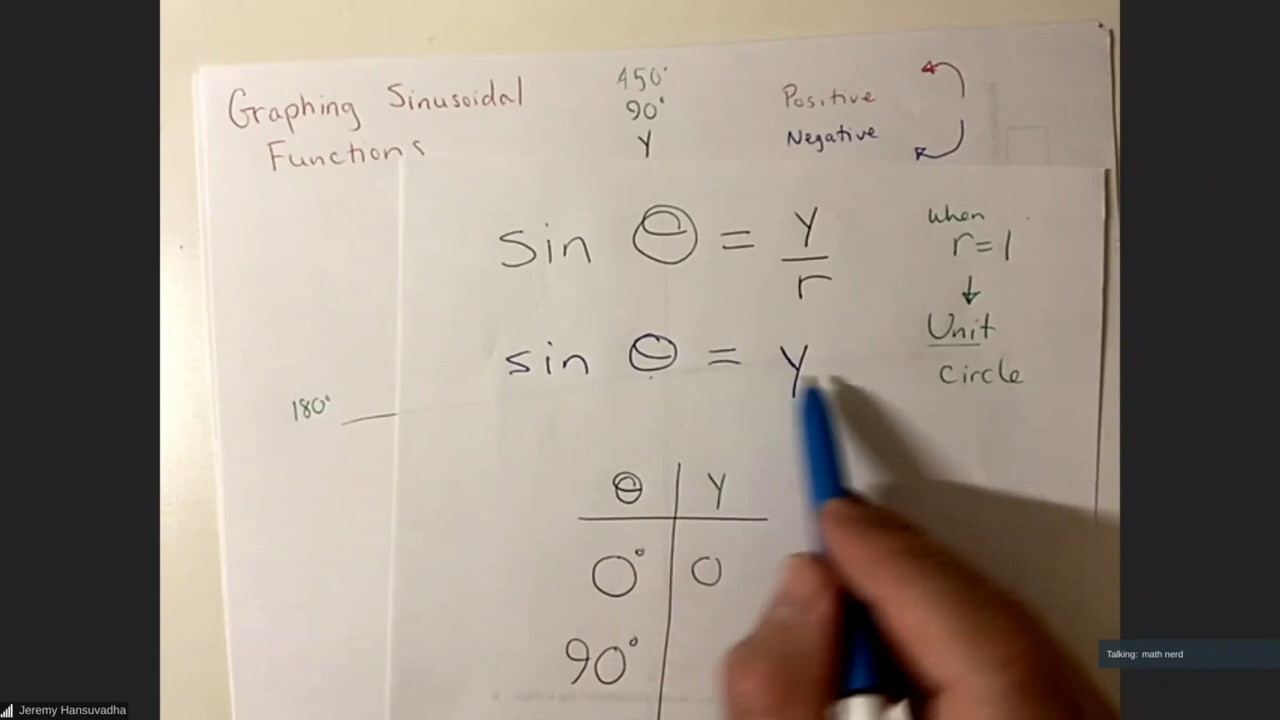 Graphing Sinusoidal
Functions
450°
90°
y
Positive
Negative
sin θ = y/r
sin θ = y
when
r=1
↓
Unit
circle
180°
θ | y
0° | 0
90°
Talking: math nerd
Jeremy Hansuvadha